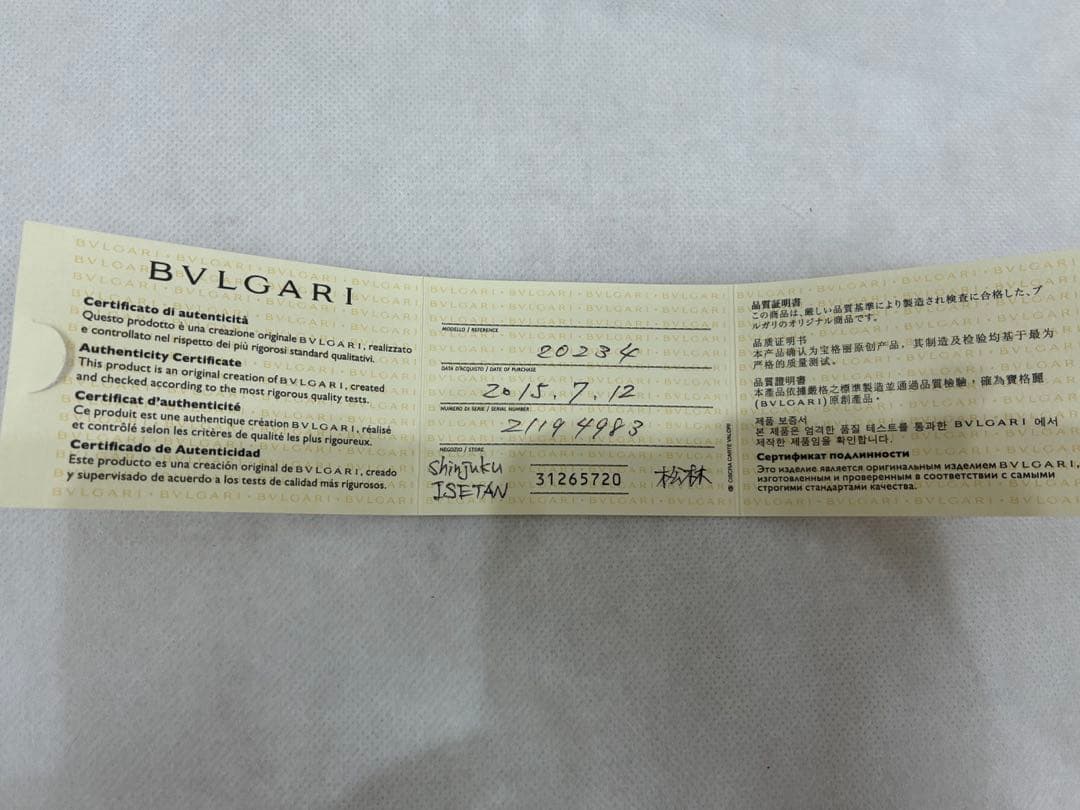 BVLGARI
Certificato di autenticità
Questo prodotto è una creazione originale BVLGARI, realizzato
e controllato nel rispetto dei più rigorosi standard qualitativi.
Authenticity Certificate
This product is an original creation of BVLGARI, created
and checked according to the most rigorous quality tests.
Certificat d'authenticité
Ce produit est une authentique création BVLGARI, réalisé
et contrôlé selon les critères de qualité les plus rigoureux.
Certificado de Autenticidad
Este producto es una creación original de BVLGARI, creado
y supervisado de acuerdo a los tests de calidad más rigurosos.
MODELLO / REFERENCE
20234
DATA D'ACQUISTO / DATE OF PURCHASE
2015.7.12
NUMERO DI SERIE / SERIAL NUMBER
21194983
NEGOZIO / STORE
Shinjuku
ISETAN
31265720
松林
品質証明書
この商品は、厳しい品質基準により製造され検査に合格した、ブ
ルガリのオリジナル商品です。
品质证明书
本产品确认为宝格丽原创产品，其制造及检验均基于最为
严格的质量测试。
品質證明書
本產品依據嚴格之標準製造並通過品質檢驗，確為寶格麗
(BVLGARI)原創產品。
제품 보증서
본 제품은 엄격한 품질 테스트를 통과한 BVLGARI 에서
제작한 제품임을 확인합니다.
Сертификат подлинности
Это изделие является оригинальным изделием BVLGARI,
изготовленным и проверенным в соответствии с самыми
строгими стандартами качества.